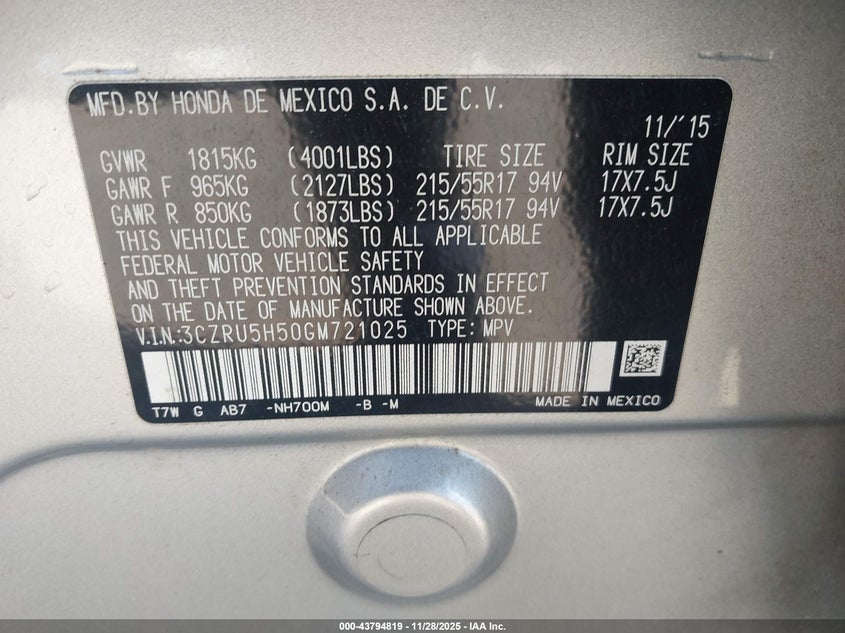 MFD.BY HONDA DE MEXICO S.A. DE C.V.
11/'15
GVWR 1815KG (4001LBS) TIRE SIZE RIM SIZE
GAWR F 965KG (2127LBS) 215/55R17 94V 17X7.5J
GAWR R 850KG (1873LBS) 215/55R17 94V 17X7.5J
THIS VEHICLE CONFORMS TO ALL APPLICABLE
FEDERAL MOTOR VEHICLE SAFETY
AND THEFT PREVENTION STANDARDS IN EFFECT
ON THE DATE OF MANUFACTURE SHOWN ABOVE.
V.I.N.:3CZRU5H50GM721025 TYPE: MPV
T7W G AB7 -NH700M -B -M MADE IN MEXICO
000-43794819 | 11/28/2025 - IAA Inc.